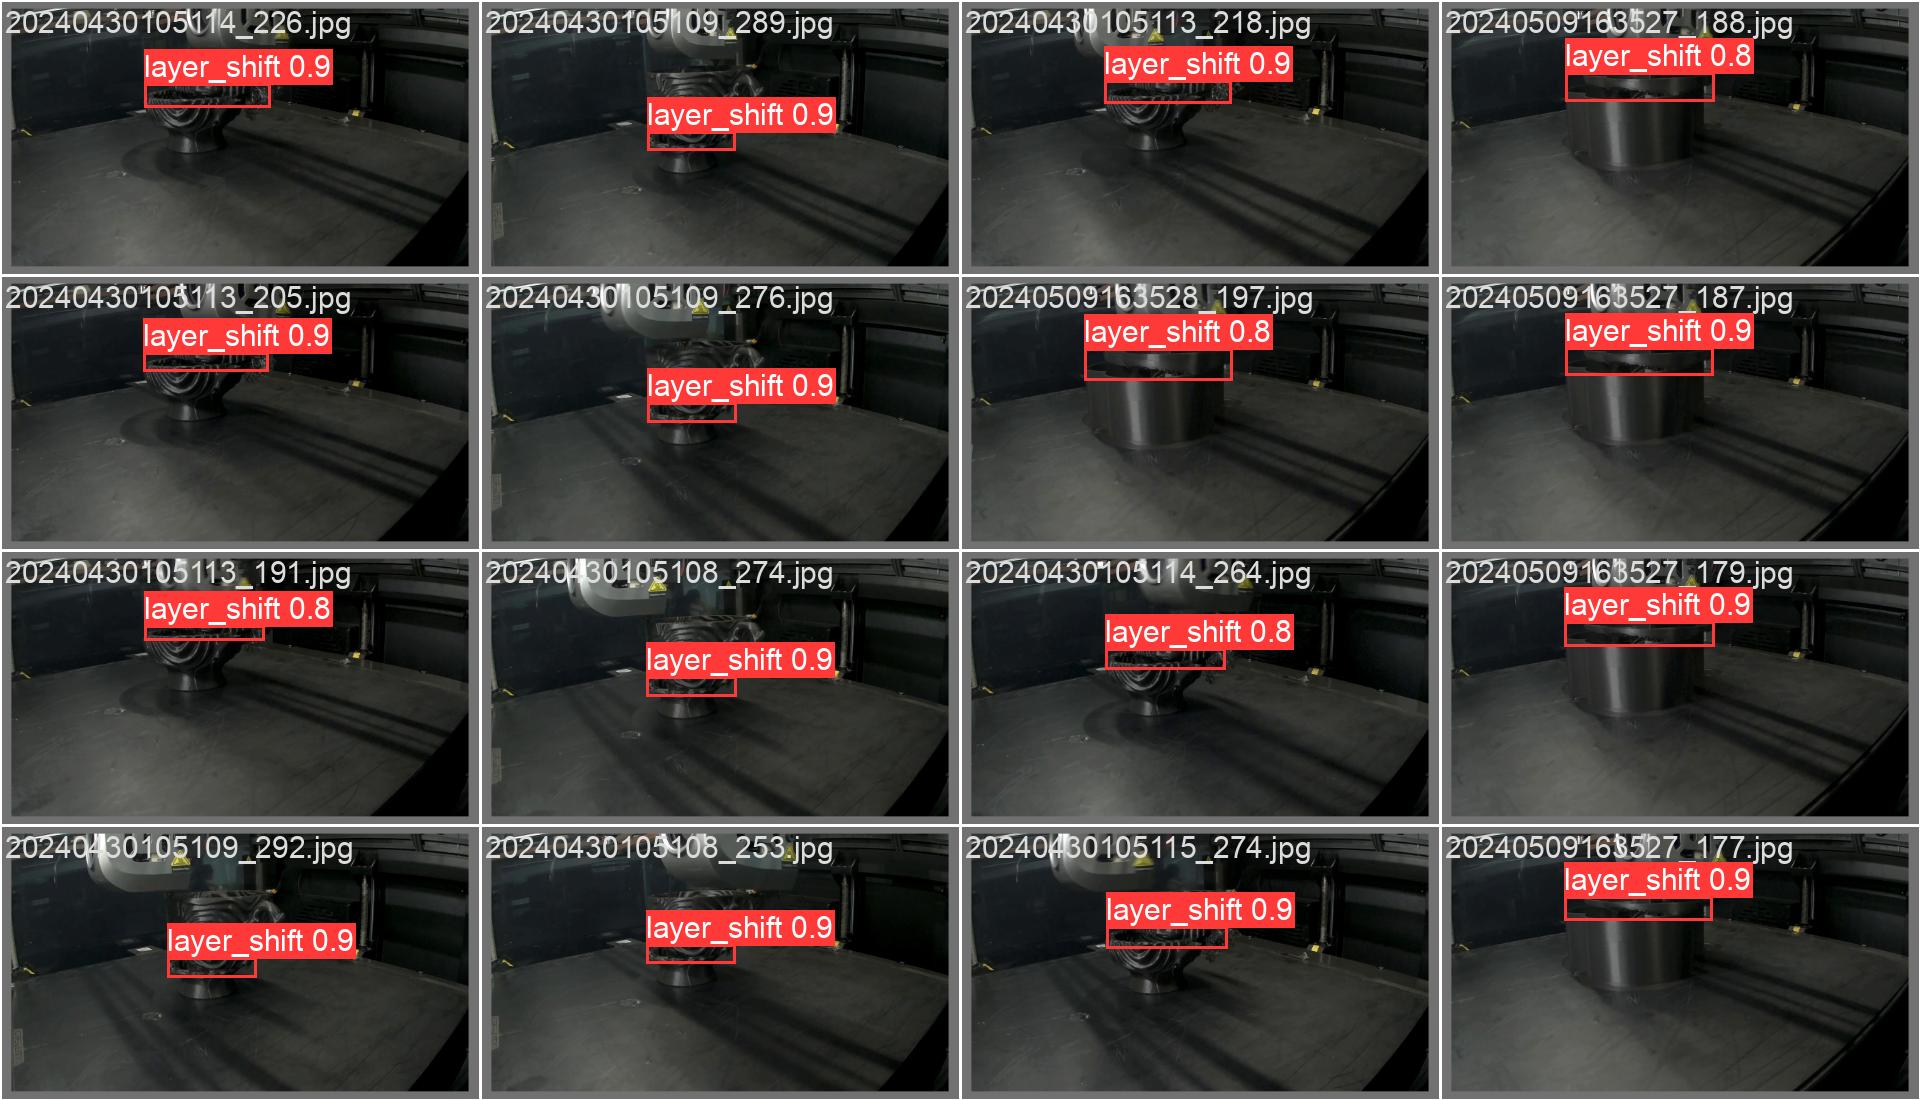 20240430105114_226.jpg
layer_shift 0.9
20240430105109_289.jpg
layer_shift 0.9
20240430105113_218.jpg
layer_shift 0.9
20240509163527_188.jpg
layer_shift 0.8
20240430105113_205.jpg
layer_shift 0.9
20240430105109_276.jpg
layer_shift 0.9
20240509163528_197.jpg
layer_shift 0.8
20240509163527_187.jpg
layer_shift 0.9
20240430105113_191.jpg
layer_shift 0.8
20240430105108_274.jpg
layer_shift 0.9
20240430105114_264.jpg
layer_shift 0.8
20240509163527_179.jpg
layer_shift 0.9
20240430105109_292.jpg
layer_shift 0.9
20240430105108_253.jpg
layer_shift 0.9
20240430105115_274.jpg
layer_shift 0.9
20240509163527_177.jpg
layer_shift 0.9